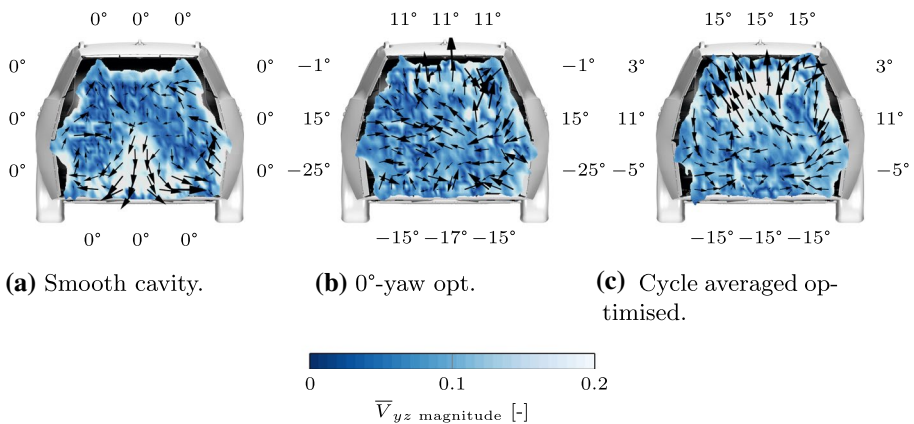 0° 0° 0° 11° 11° 11° 15° 15° 15°
0° 0° −1° −1° 3° 3°
0° 0° 15° 15° 11° 11°
0° 0° −25° −25° −5° −5°
0° 0° 0° −15° −17° −15° −15° −15° −15°
(a) Smooth cavity. (b) 0°-yaw opt. (c) Cycle averaged op-
timised.
0 0.1 0.2
V̅yz magnitude [-]